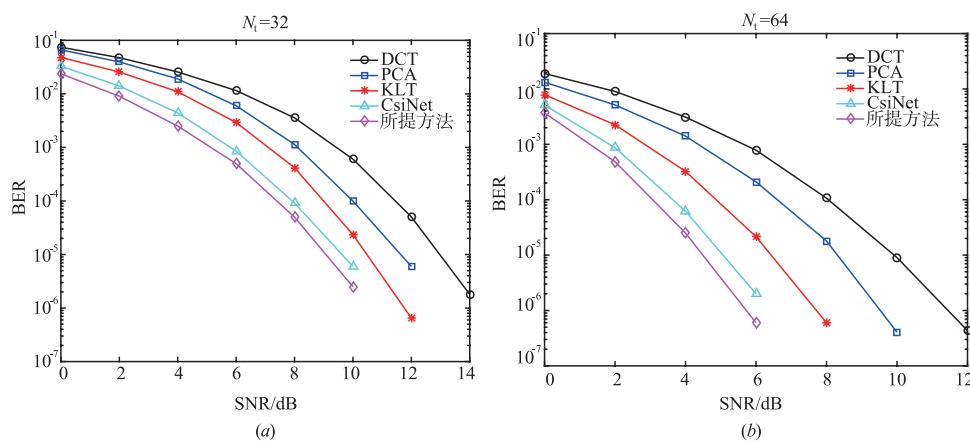 N_t=32
10^-1
10^-2
10^-3
10^-4
10^-5
10^-6
10^-7
BER
DCT
PCA
KLT
CsiNet
所提方法
0 2 4 6 8 10 12 14
SNR/dB
(a)
N_t=64
10^-1
10^-2
10^-3
10^-4
10^-5
10^-6
10^-7
BER
DCT
PCA
KLT
CsiNet
所提方法
0 2 4 6 8 10 12
SNR/dB
(b)